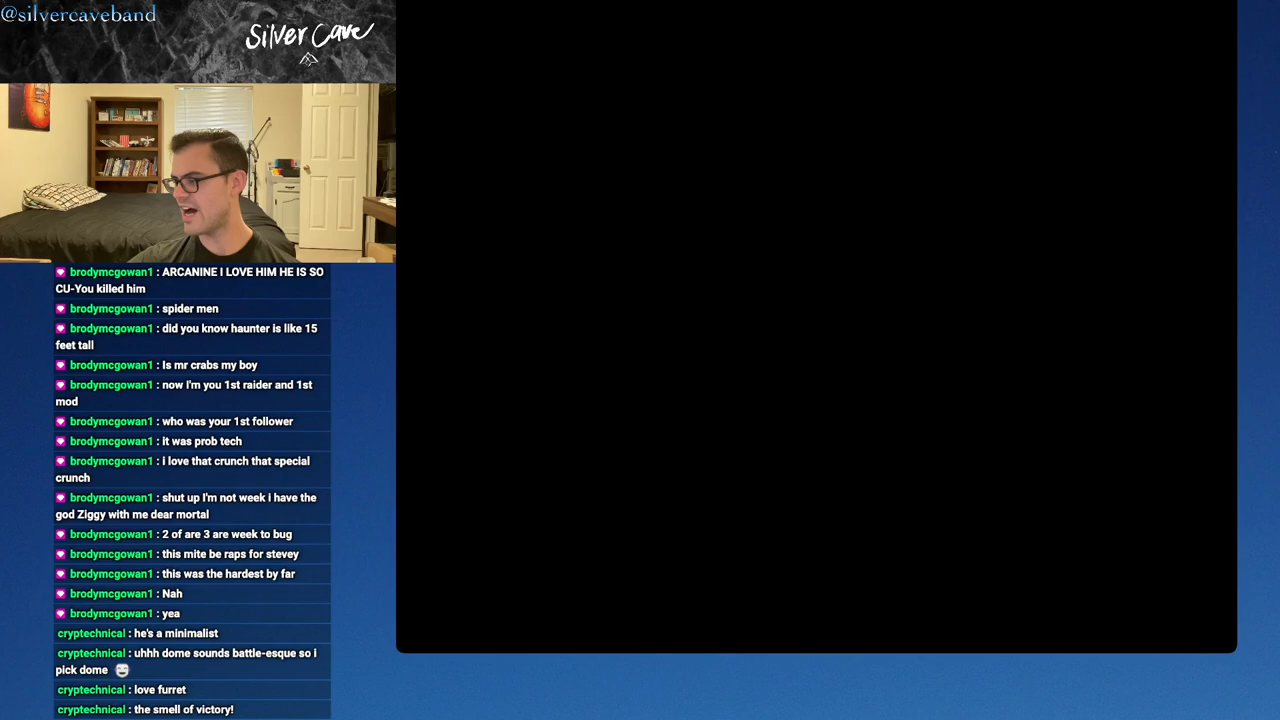 @silvercaveband
Silver Cave
brodymcgowan1 : ARCANINE I LOVE HIM HE IS SO
CU-You killed him
brodymcgowan1 : spider men
brodymcgowan1 : did you know haunter is like 15
feet tall
brodymcgowan1 : Is mr crabs my boy
brodymcgowan1 : now I'm you 1st raider and 1st
mod
brodymcgowan1 : who was your 1st follower
brodymcgowan1 : it was prob tech
brodymcgowan1 : i love that crunch that special
crunch
brodymcgowan1 : shut up I'm not week i have the
god Ziggy with me dear mortal
brodymcgowan1 : 2 of are 3 are week to bug
brodymcgowan1 : this mite be raps for stevey
brodymcgowan1 : this was the hardest by far
brodymcgowan1 : Nah
brodymcgowan1 : yea
cryptechnical : he's a minimalist
cryptechnical : uhhh dome sounds battle-esque so i
pick dome
cryptechnical : love furret
cryptechnical : the smell of victory!